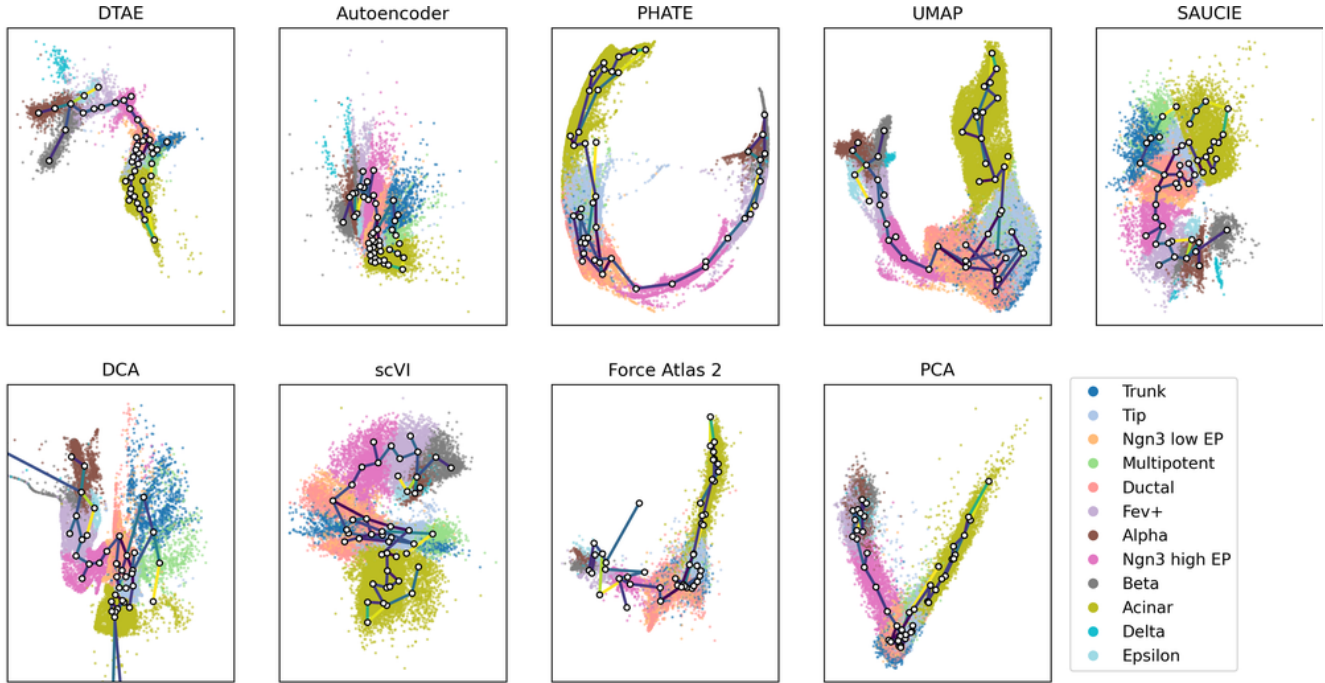 DTAE
Autoencoder
PHATE
UMAP
SAUCIE
DCA
scVI
Force Atlas 2
PCA
Trunk
Tip
Ngn3 low EP
Multipotent
Ductal
Fev+
Alpha
Ngn3 high EP
Beta
Acinar
Delta
Epsilon